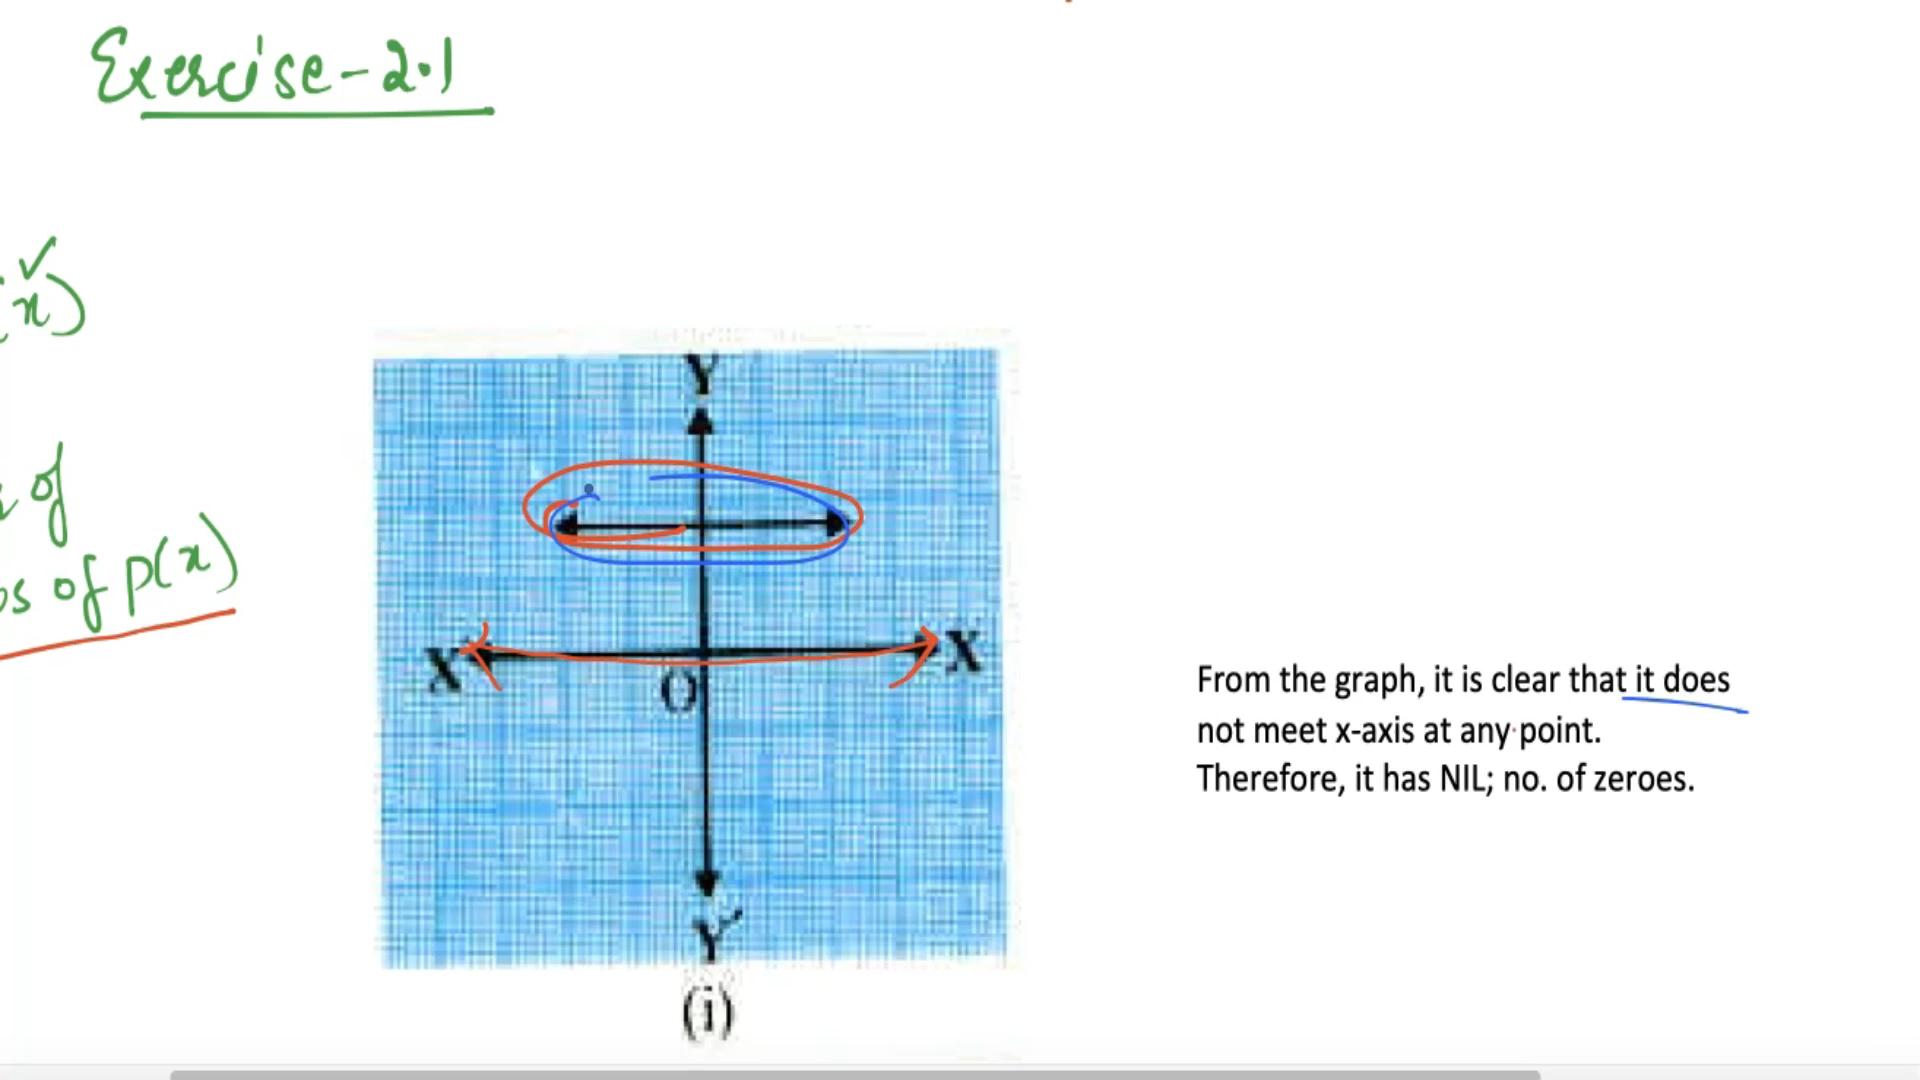 Exercise-2.1
x)
of
of p(x)
Y
X' X
O
Y'
(i)
From the graph, it is clear that it does
not meet x-axis at any point.
Therefore, it has NIL; no. of zeroes.